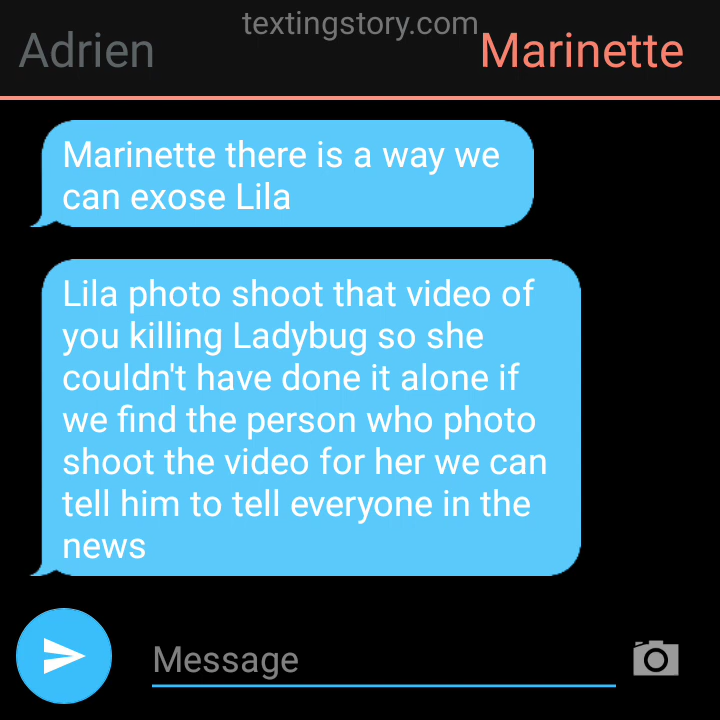 textingstory.com
Adrien
Marinette
Marinette there is a way we
can exose Lila
Lila photo shoot that video of
you killing Ladybug so she
couldn't have done it alone if
we find the person who photo
shoot the video for her we can
tell him to tell everyone in the
news
Message